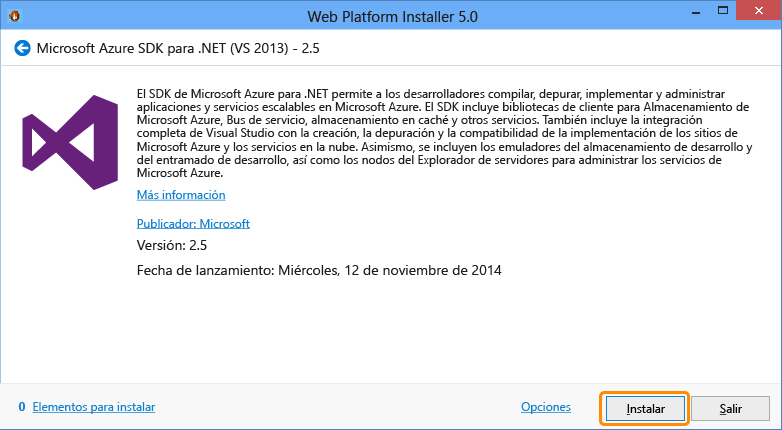 Web Platform Installer 5.0
Microsoft Azure SDK para .NET (VS 2013) - 2.5
El SDK de Microsoft Azure para .NET permite a los desarrolladores compilar, depurar, implementar y administrar
aplicaciones y servicios escalables en Microsoft Azure. El SDK incluye bibliotecas de cliente para Almacenamiento de
Microsoft Azure, Bus de servicio, almacenamiento en caché y otros servicios. También incluye la integración
completa de Visual Studio con la creación, la depuración y la compatibilidad de la implementación de los sitios de
Microsoft Azure y los servicios en la nube. Asimismo, se incluyen los emuladores del almacenamiento de desarrollo y
del entramado de desarrollo, así como los nodos del Explorador de servidores para administrar los servicios de
Microsoft Azure.
Más información
Publicador: Microsoft
Versión: 2.5
Fecha de lanzamiento: Miércoles, 12 de noviembre de 2014
0 Elementos para instalar Opciones Instalar Salir